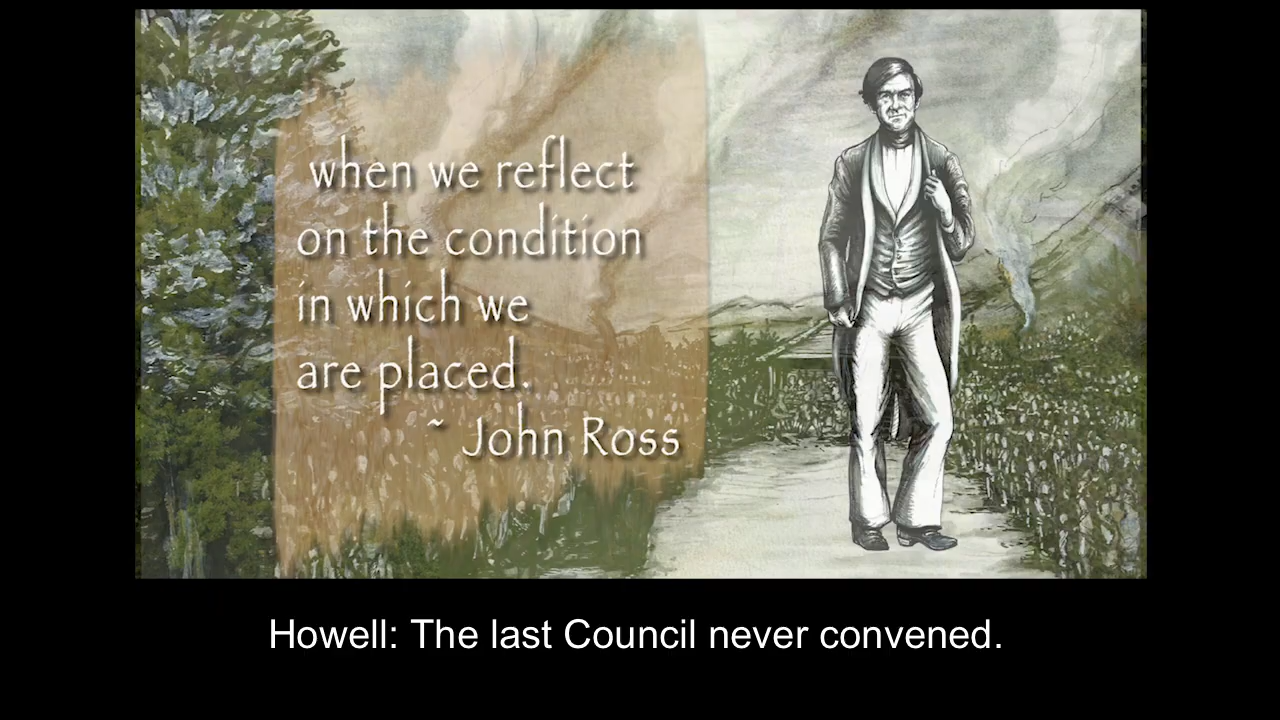 when we reflect
on the condition
in which we
are placed.
~ John Ross
Howell: The last Council never convened.